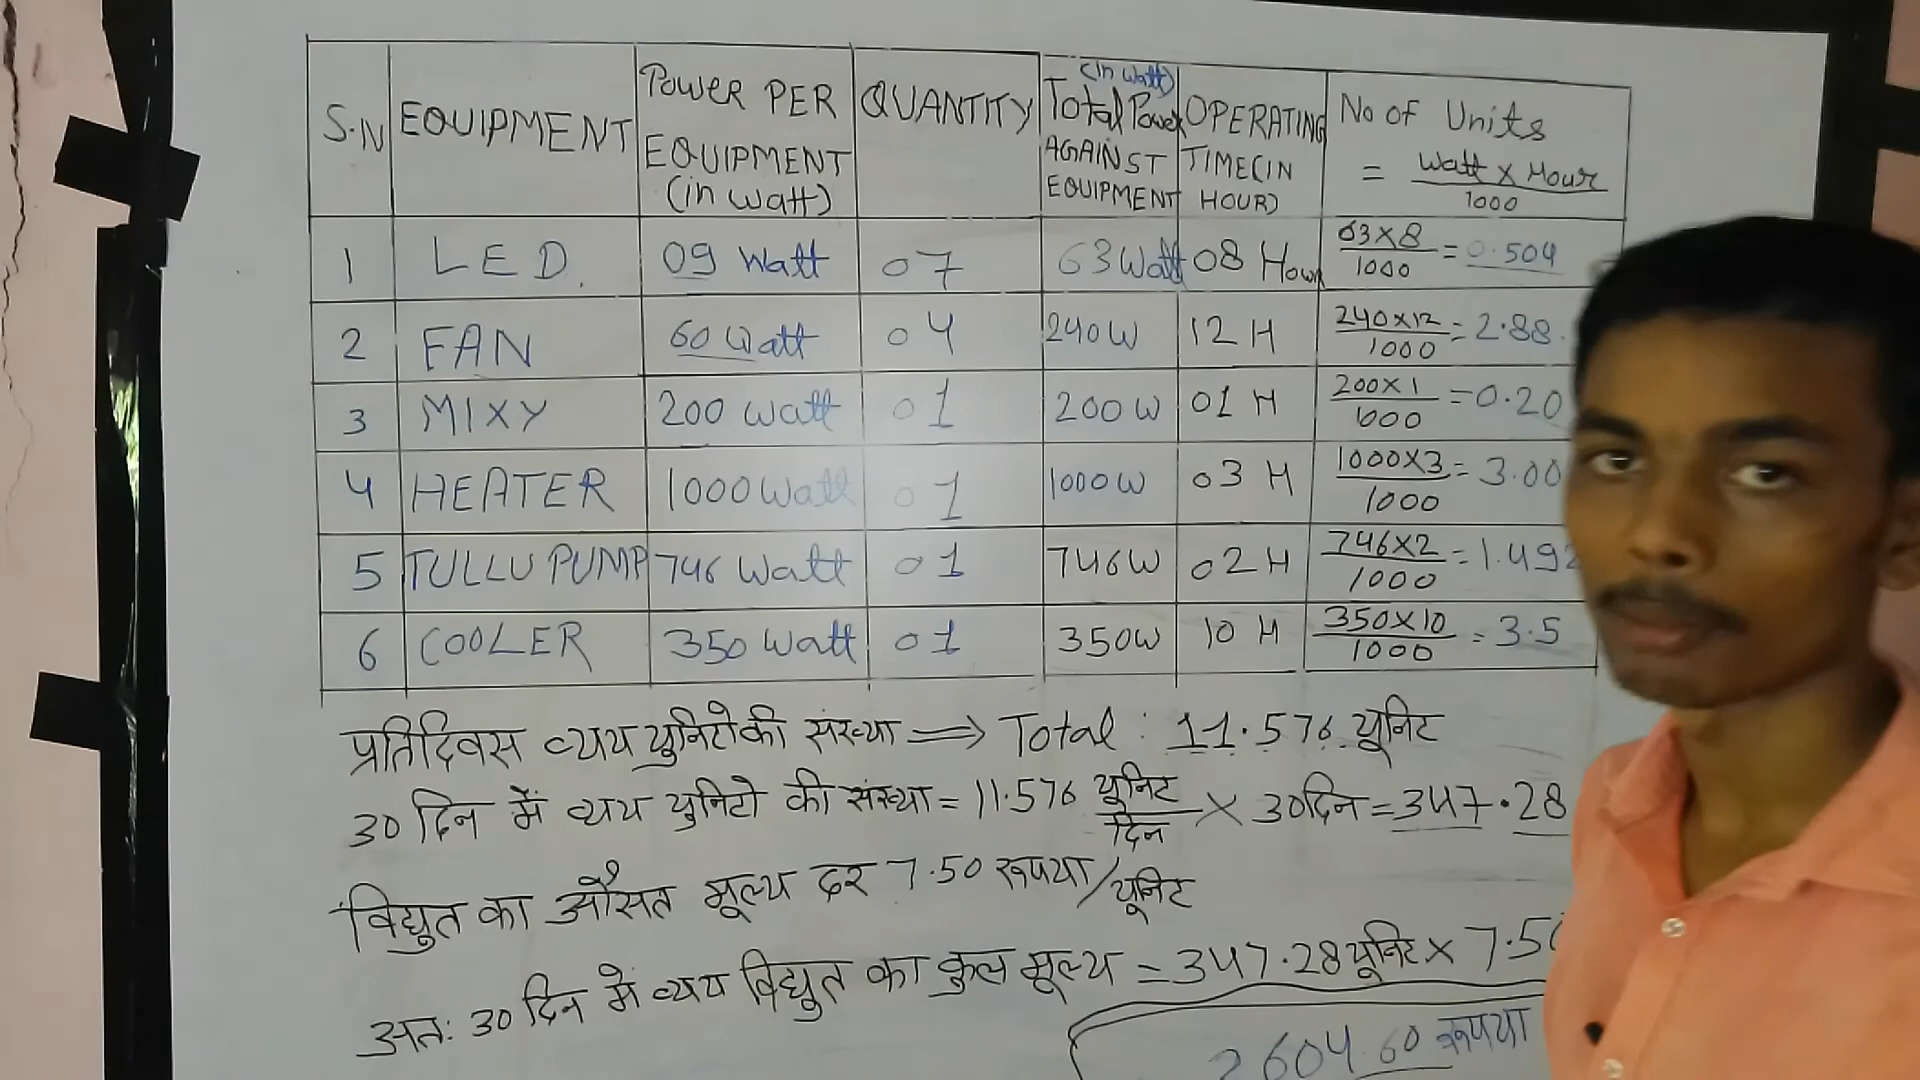 S.N EQUIPMENT Power PER EQUIPMENT (in watt) QUANTITY Total Power (in watt) AGAINST EQUIPMENT OPERATING TIME(IN HOUR) No of Units = Watt x Hour / 1000
1 LED. 09 Watt 07 63 Watt 08 Hour 63x8/1000 = 0.504
2 FAN 60 Watt 04 240W 12 H 240x12/1000 = 2.88
3 MIXY 200 Watt 01 200W 01 H 200x1/1000 = 0.20
4 HEATER 1000 Watt 01 1000W 03 H 1000x3/1000 = 3.00
5 TULLU PUMP 746 Watt 01 746W 02 H 746x2/1000 = 1.492
6 COOLER 350 Watt 01 350W 10 H 350x10/1000 = 3.5
प्रतिदिवस व्यय युनिटो की संख्या ⟹ Total : 11.576 यूनिट
30 दिन में व्यय युनिटो की संख्या = 11.576 यूनिट/दिन x 30 दिन = 347.28
विद्युत का औसत मूल्य दर 7.50 रूपया/यूनिट
अतः 30 दिन में व्यय विद्युत का कुल मूल्य = 347.28 यूनिट x 7.50
2604.60 रूपया